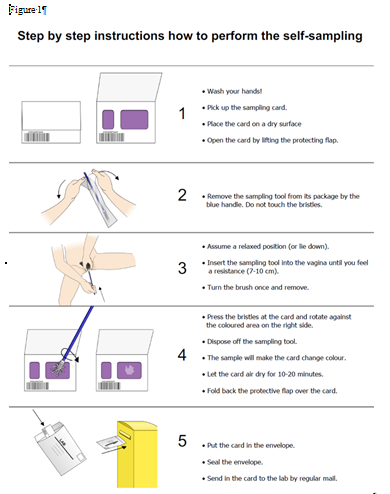 Figure·1¶
Step by step instructions how to perform the self-sampling
1
• Wash your hands!
• Pick up the sampling card.
• Place the card on a dry surface
• Open the card by lifting the protecting flap.
2
• Remove the sampling tool from its package by the
blue handle. Do not touch the bristles.
3
• Assume a relaxed position (or lie down).
• Insert the sampling tool into the vagina until you feel
a resistance (7-10 cm).
• Turn the brush once and remove.
4
• Press the bristles at the card and rotate against
the coloured area on the right side.
• Dispose off the sampling tool.
• The sample will make the card change colour.
• Let the card air dry for 10-20 minutes.
• Fold back the protective flap over the card.
LAB
5
• Put the card in the envelope.
• Seal the envelope.
• Send in the card to the lab by regular mail.